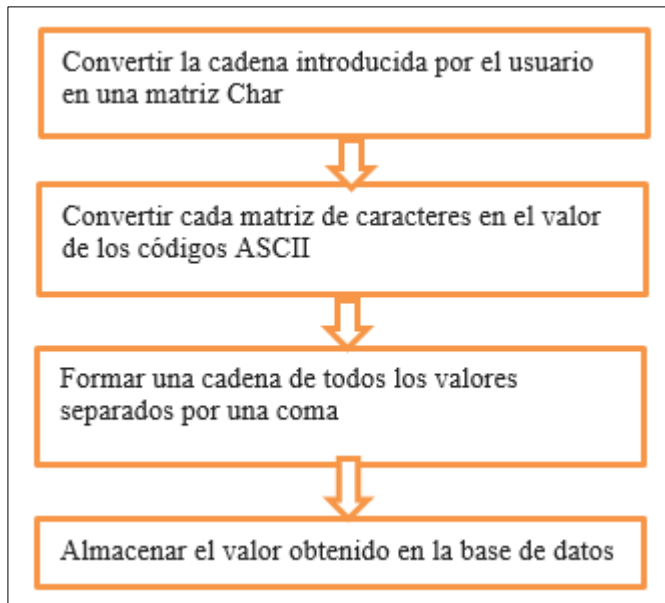 Convertir la cadena introducida por el usuario
en una matriz Char
Convertir cada matriz de caracteres en el valor
de los códigos ASCII
Formar una cadena de todos los valores
separados por una coma
Almacenar el valor obtenido en la base de datos